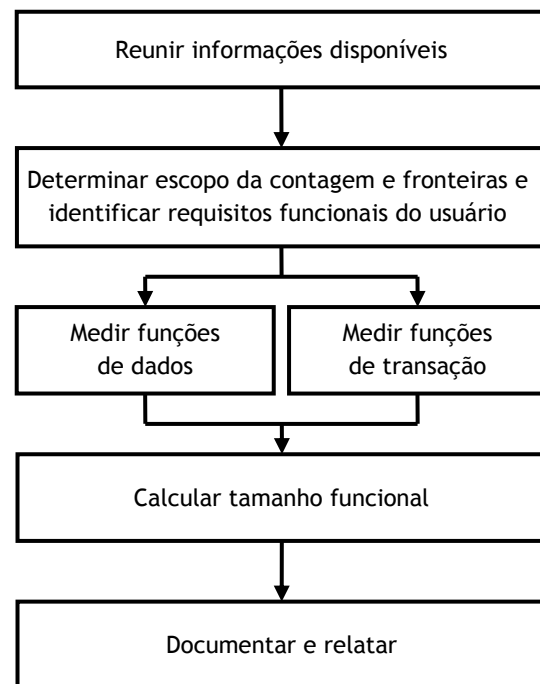 Reunir informações disponíveis
Determinar escopo da contagem e fronteiras e
identificar requisitos funcionais do usuário
Medir funções
de dados
Medir funções
de transação
Calcular tamanho funcional
Documentar e relatar